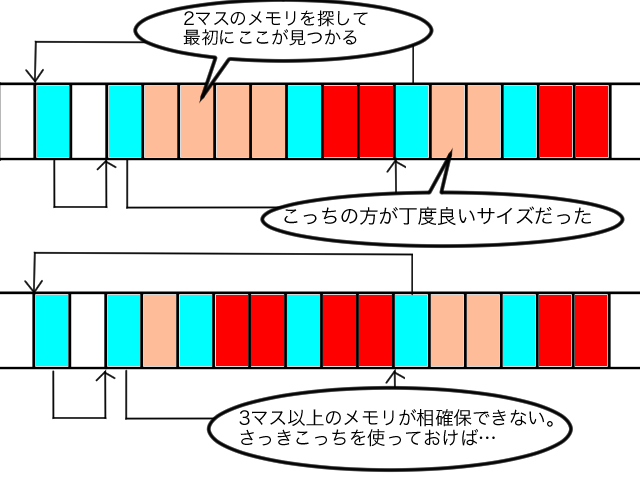 2マスのメモリを探して
最初にここが見つかる
こっちの方が丁度良いサイズだった
3マス以上のメモリが相確保できない。
さっきこっちを使っておけば…